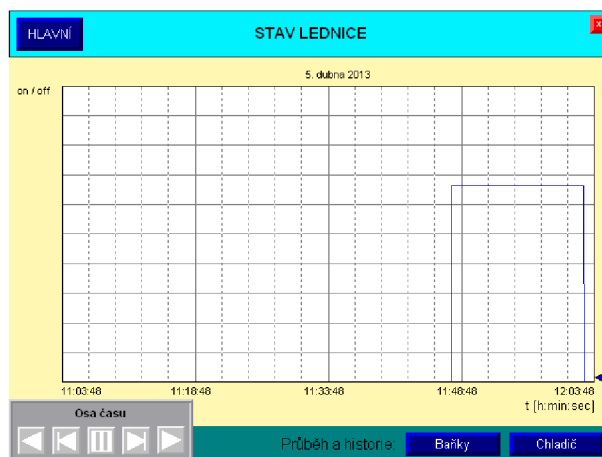 HLAVNÍ
STAV LEDNICE
x
5. dubna 2013
on / off
11:03:48 11:18:48 11:33:48 11:48:48 12:03:48
t [h:min:sec]
Osa času
Průběh a historie: Baňky Chladič